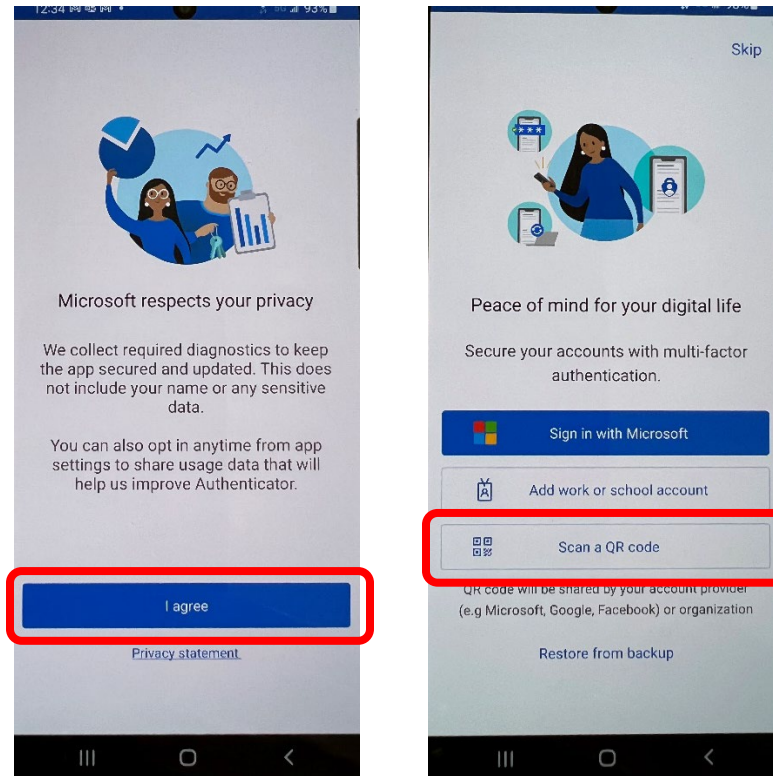 12:34
93%
Microsoft respects your privacy
We collect required diagnostics to keep
the app secured and updated. This does
not include your name or any sensitive
data.
You can also opt in anytime from app
settings to share usage data that will
help us improve Authenticator.
I agree
Privacy statement
Skip
Peace of mind for your digital life
Secure your accounts with multi-factor
authentication.
Sign in with Microsoft
Add work or school account
Scan a QR code
QR code will be shared by your account provider
(e.g Microsoft, Google, Facebook) or organization
Restore from backup